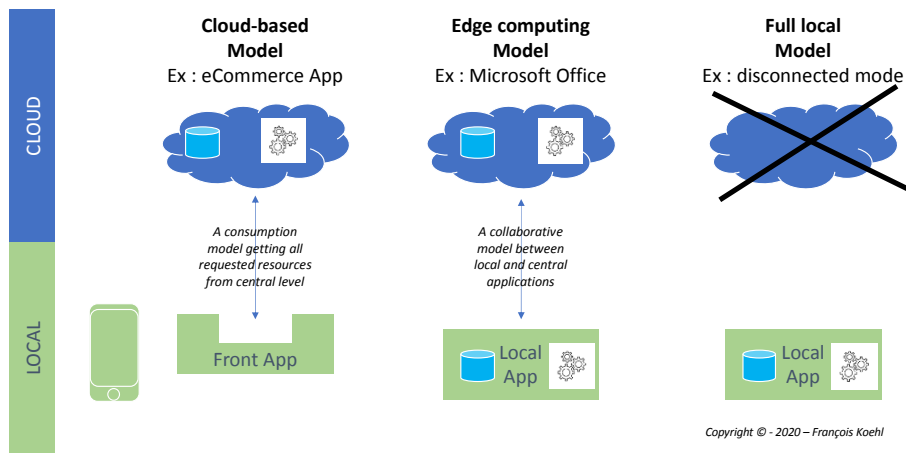 Cloud-based
Model
Ex : eCommerce App
Edge computing
Model
Ex : Microsoft Office
Full local
Model
Ex : disconnected mode
CLOUD
A consumption
model getting all
requested resources
from central level
A collaborative
model between
local and central
applications
LOCAL
Front App
Local
App
Local
App
Copyright © - 2020 – François Koehl